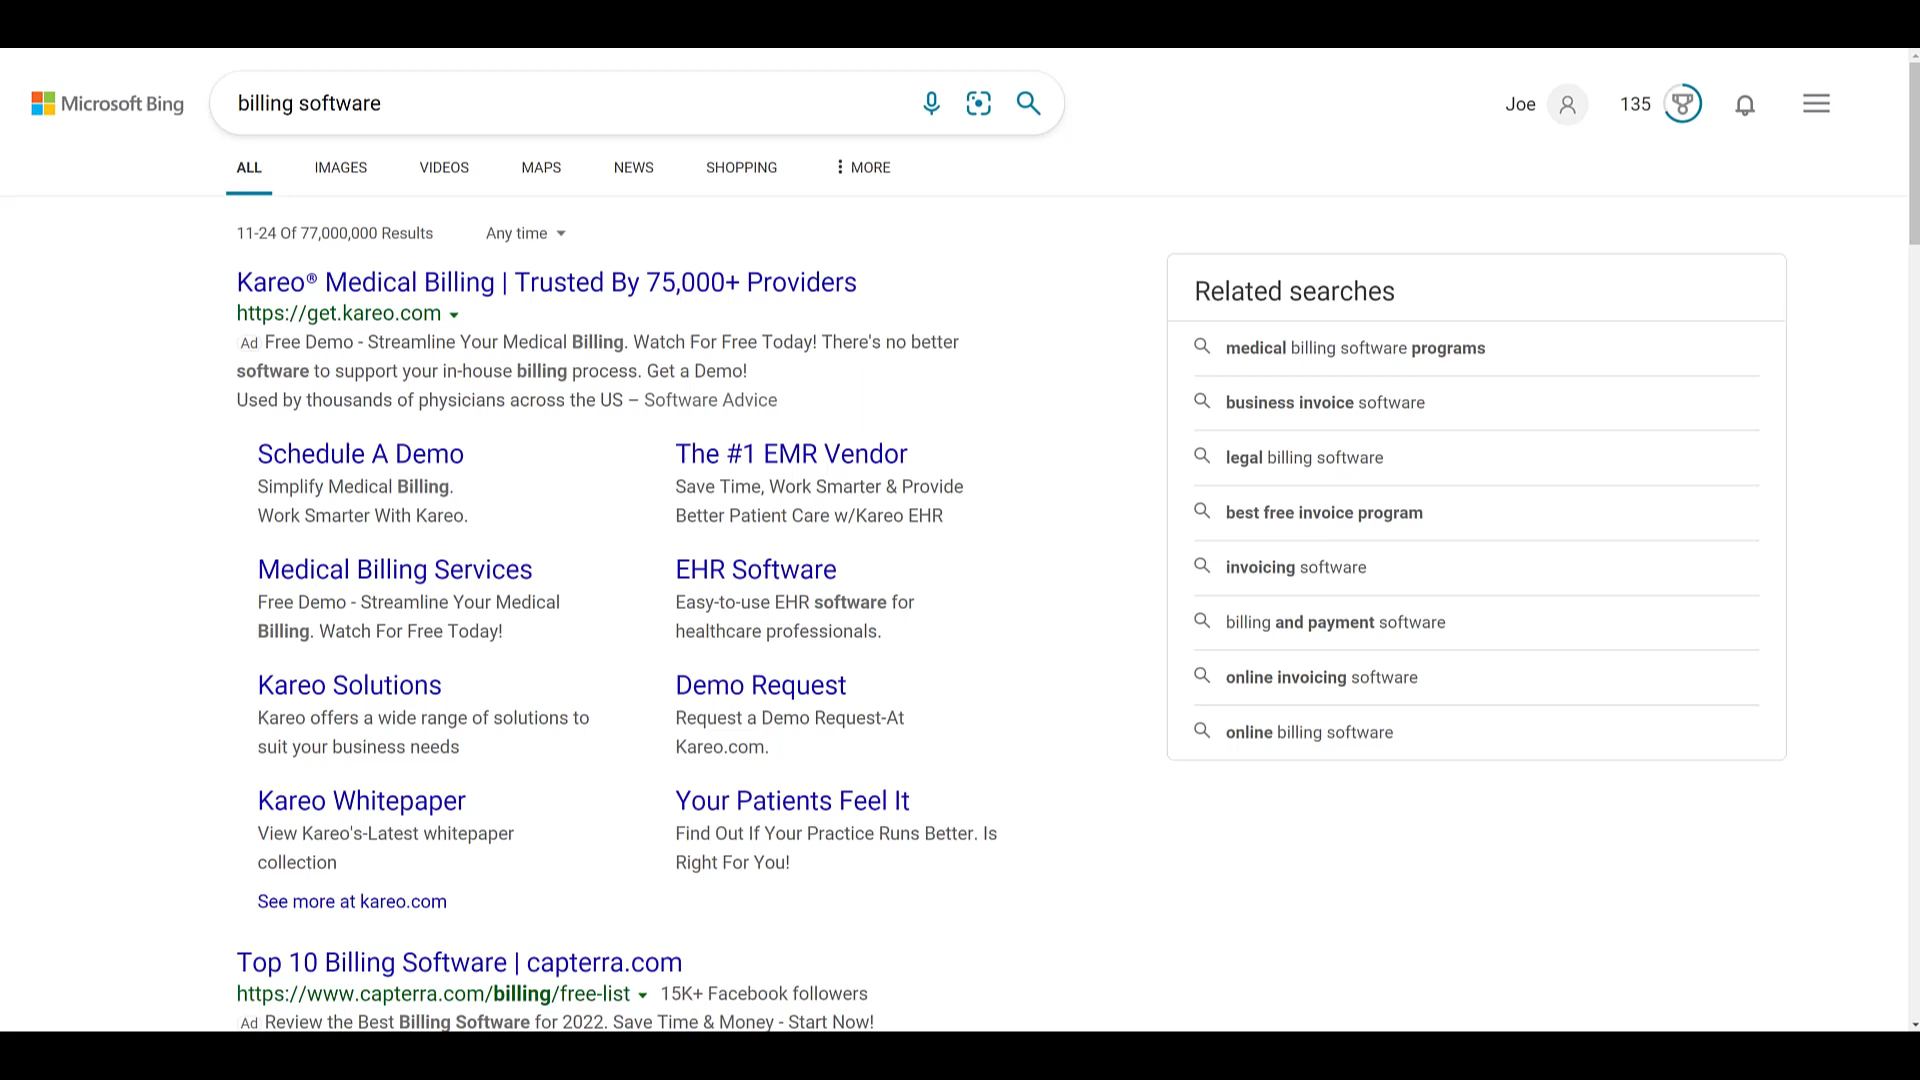 Microsoft Bing
billing software
Joe
135
ALL
IMAGES
VIDEOS
MAPS
NEWS
SHOPPING
MORE
11-24 Of 77,000,000 Results
Any time
Kareo® Medical Billing | Trusted By 75,000+ Providers
https://get.kareo.com
Ad Free Demo - Streamline Your Medical Billing. Watch For Free Today! There's no better
software to support your in-house billing process. Get a Demo!
Used by thousands of physicians across the US – Software Advice
Schedule A Demo
Simplify Medical Billing.
Work Smarter With Kareo.
The #1 EMR Vendor
Save Time, Work Smarter & Provide
Better Patient Care w/Kareo EHR
Medical Billing Services
Free Demo - Streamline Your Medical
Billing. Watch For Free Today!
EHR Software
Easy-to-use EHR software for
healthcare professionals.
Kareo Solutions
Kareo offers a wide range of solutions to
suit your business needs
Demo Request
Request a Demo Request-At
Kareo.com.
Kareo Whitepaper
View Kareo's-Latest whitepaper
collection
Your Patients Feel It
Find Out If Your Practice Runs Better. Is
Right For You!
See more at kareo.com
Top 10 Billing Software | capterra.com
https://www.capterra.com/billing/free-list
15K+ Facebook followers
Ad Review the Best Billing Software for 2022. Save Time & Money - Start Now!
Related searches
medical billing software programs
business invoice software
legal billing software
best free invoice program
invoicing software
billing and payment software
online invoicing software
online billing software